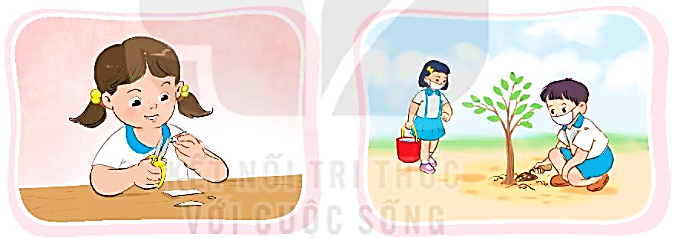 KẾT NỐI TRI THỨC
VỚI CUỘC SỐNG